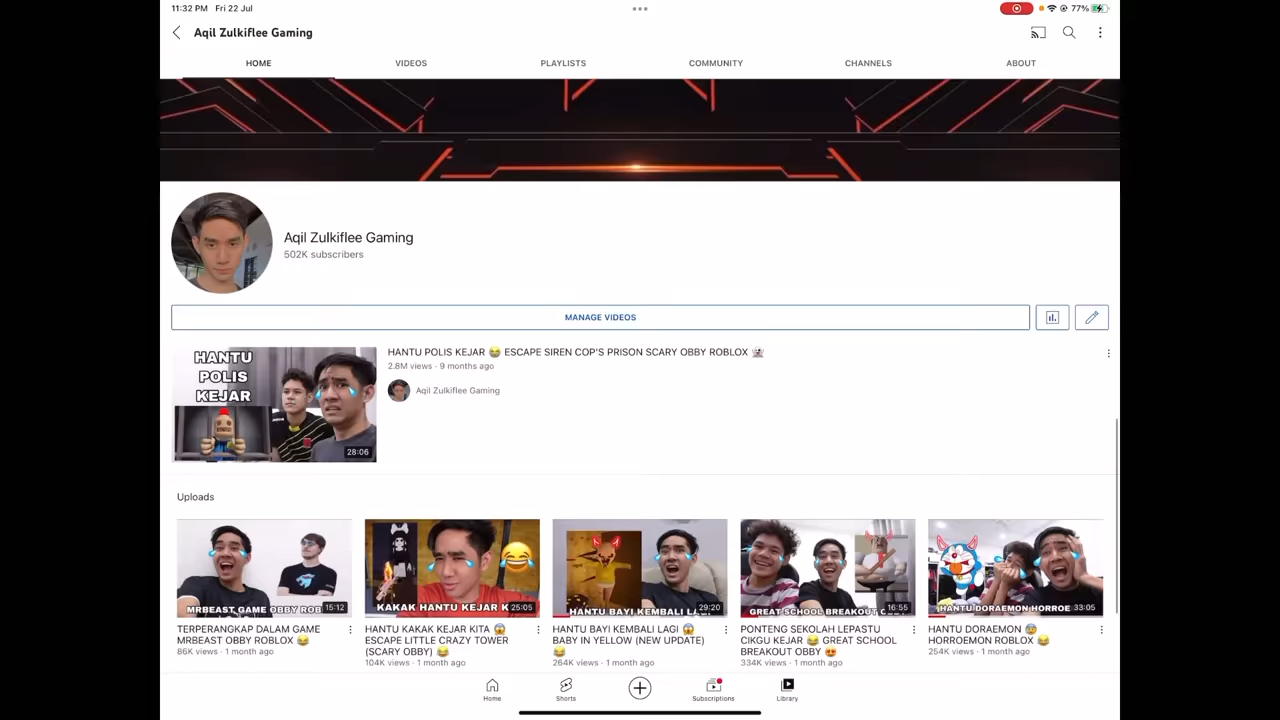 11:32 PM Fri 22 Jul
77%
Aqil Zulkiflee Gaming
HOME VIDEOS PLAYLISTS COMMUNITY CHANNELS ABOUT
Aqil Zulkiflee Gaming
502K subscribers
MANAGE VIDEOS
HANTU
POLIS
KEJAR
28:06
HANTU POLIS KEJAR 😭 ESCAPE SIREN COP'S PRISON SCARY OBBY ROBLOX ☠️
2.8M views · 9 months ago
Aqil Zulkiflee Gaming
Uploads
MRBEAST GAME OBBY ROB
15:12
TERPERANGKAP DALAM GAME
MRBEAST OBBY ROBLOX 😂
86K views · 1 month ago
KAKAK HANTU KEJAR K
25:05
HANTU KAKAK KEJAR KITA 😱
ESCAPE LITTLE CRAZY TOWER
(SCARY OBBY) 😂
104K views · 1 month ago
HANTU BAYI KEMBALI LA
29:20
HANTU BAYI KEMBALI LAGI 😱
BABY IN YELLOW (NEW UPDATE)
😂
264K views · 1 month ago
GREAT SCHOOL BREAKOUT
16:55
PONTENG SEKOLAH LEPASTU
CIKGU KEJAR 😂 GREAT SCHOOL
BREAKOUT OBBY 😍
334K views · 1 month ago
HANTU DORAEMON HORROE
33:05
HANTU DORAEMON 😰
HORROEMON ROBLOX 😂
254K views · 1 month ago
Home Shorts Subscriptions Library